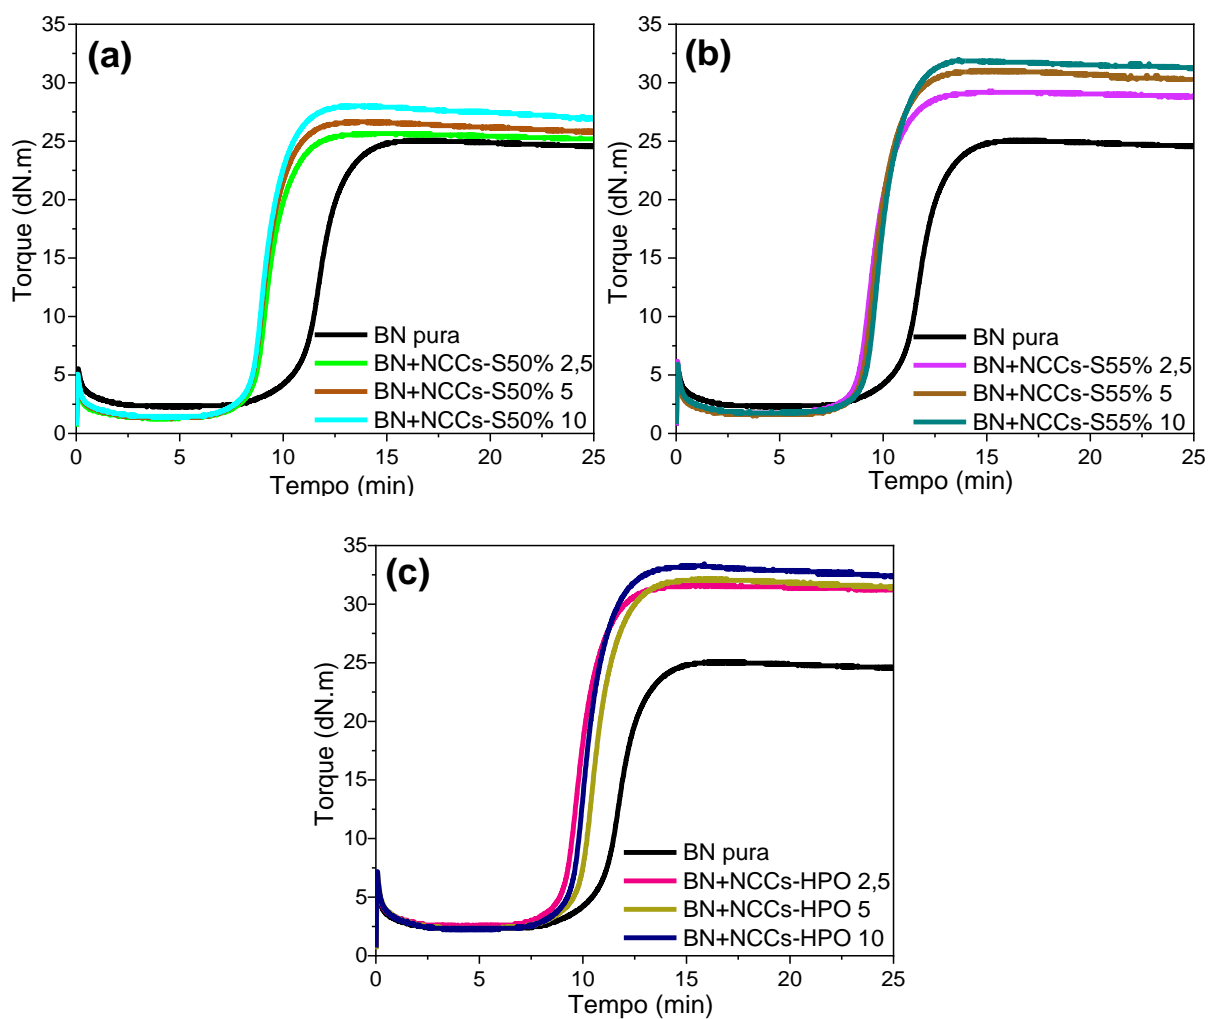 (a)
Torque (dN.m)
35
30
25
20
15
10
5
0
BN pura
BN+NCCs-S50% 2,5
BN+NCCs-S50% 5
BN+NCCs-S50% 10
0 5 10 15 20 25
Tempo (min)
(b)
Torque (dN.m)
35
30
25
20
15
10
5
0
BN pura
BN+NCCs-S55% 2,5
BN+NCCs-S55% 5
BN+NCCs-S55% 10
0 5 10 15 20 25
Tempo (min)
(c)
Torque (dN.m)
35
30
25
20
15
10
5
0
BN pura
BN+NCCs-HPO 2,5
BN+NCCs-HPO 5
BN+NCCs-HPO 10
0 5 10 15 20 25
Tempo (min)